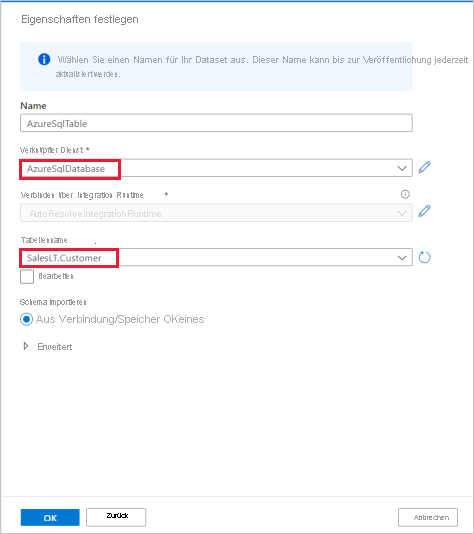 Eigenschaften festlegen
Wählen Sie einen Namen für Ihr Dataset aus. Dieser Name kann bis zur Veröffentlichung jederzeit
aktualisiert werden.
Name
AzureSqlTable
Verknüpfter Dienst *
AzureSqlDatabase
Verbinden über Integration Runtime *
AutoResolveIntegrationRuntime
Tabellenname
SalesLT.Customer
Bearbeiten
Schema importieren
Aus Verbindung/Speicher OKeines
Erweitert
OK
Zurück
Abbrechen